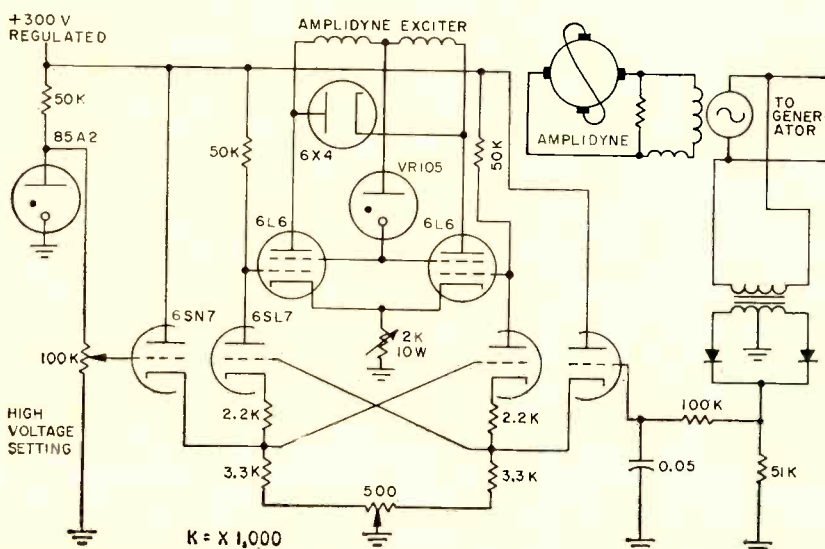 +300 V
REGULATED
AMPLIDYNE EXCITER
50K
85A2
6X4
50K
VR105
50K
AMPLIDYNE
TO
GENER
ATOR
6L6
6L6
6SN7
6SL7
2K
10W
100K
HIGH
VOLTAGE
SETTING
2.2K
2.2K
3.3K
3.3K
500
100K
0.05
51K
K = X 1,000